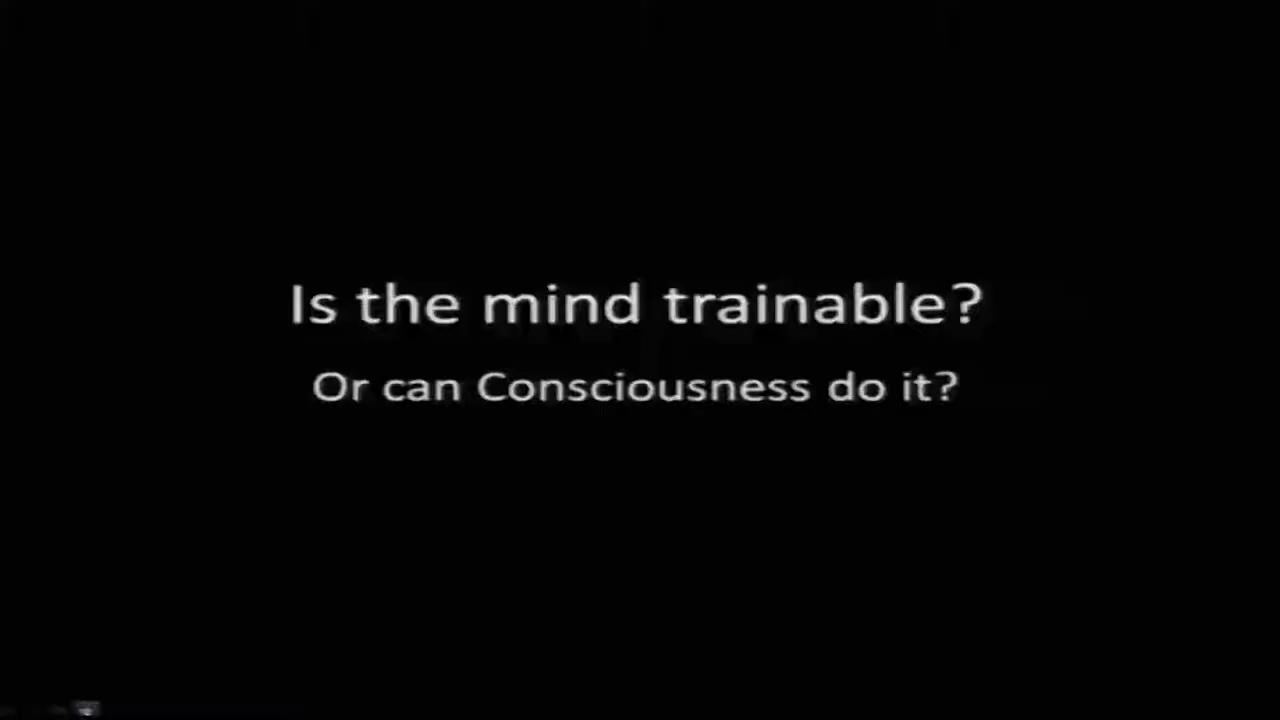 Is the mind trainable?
Or can Consciousness do it?